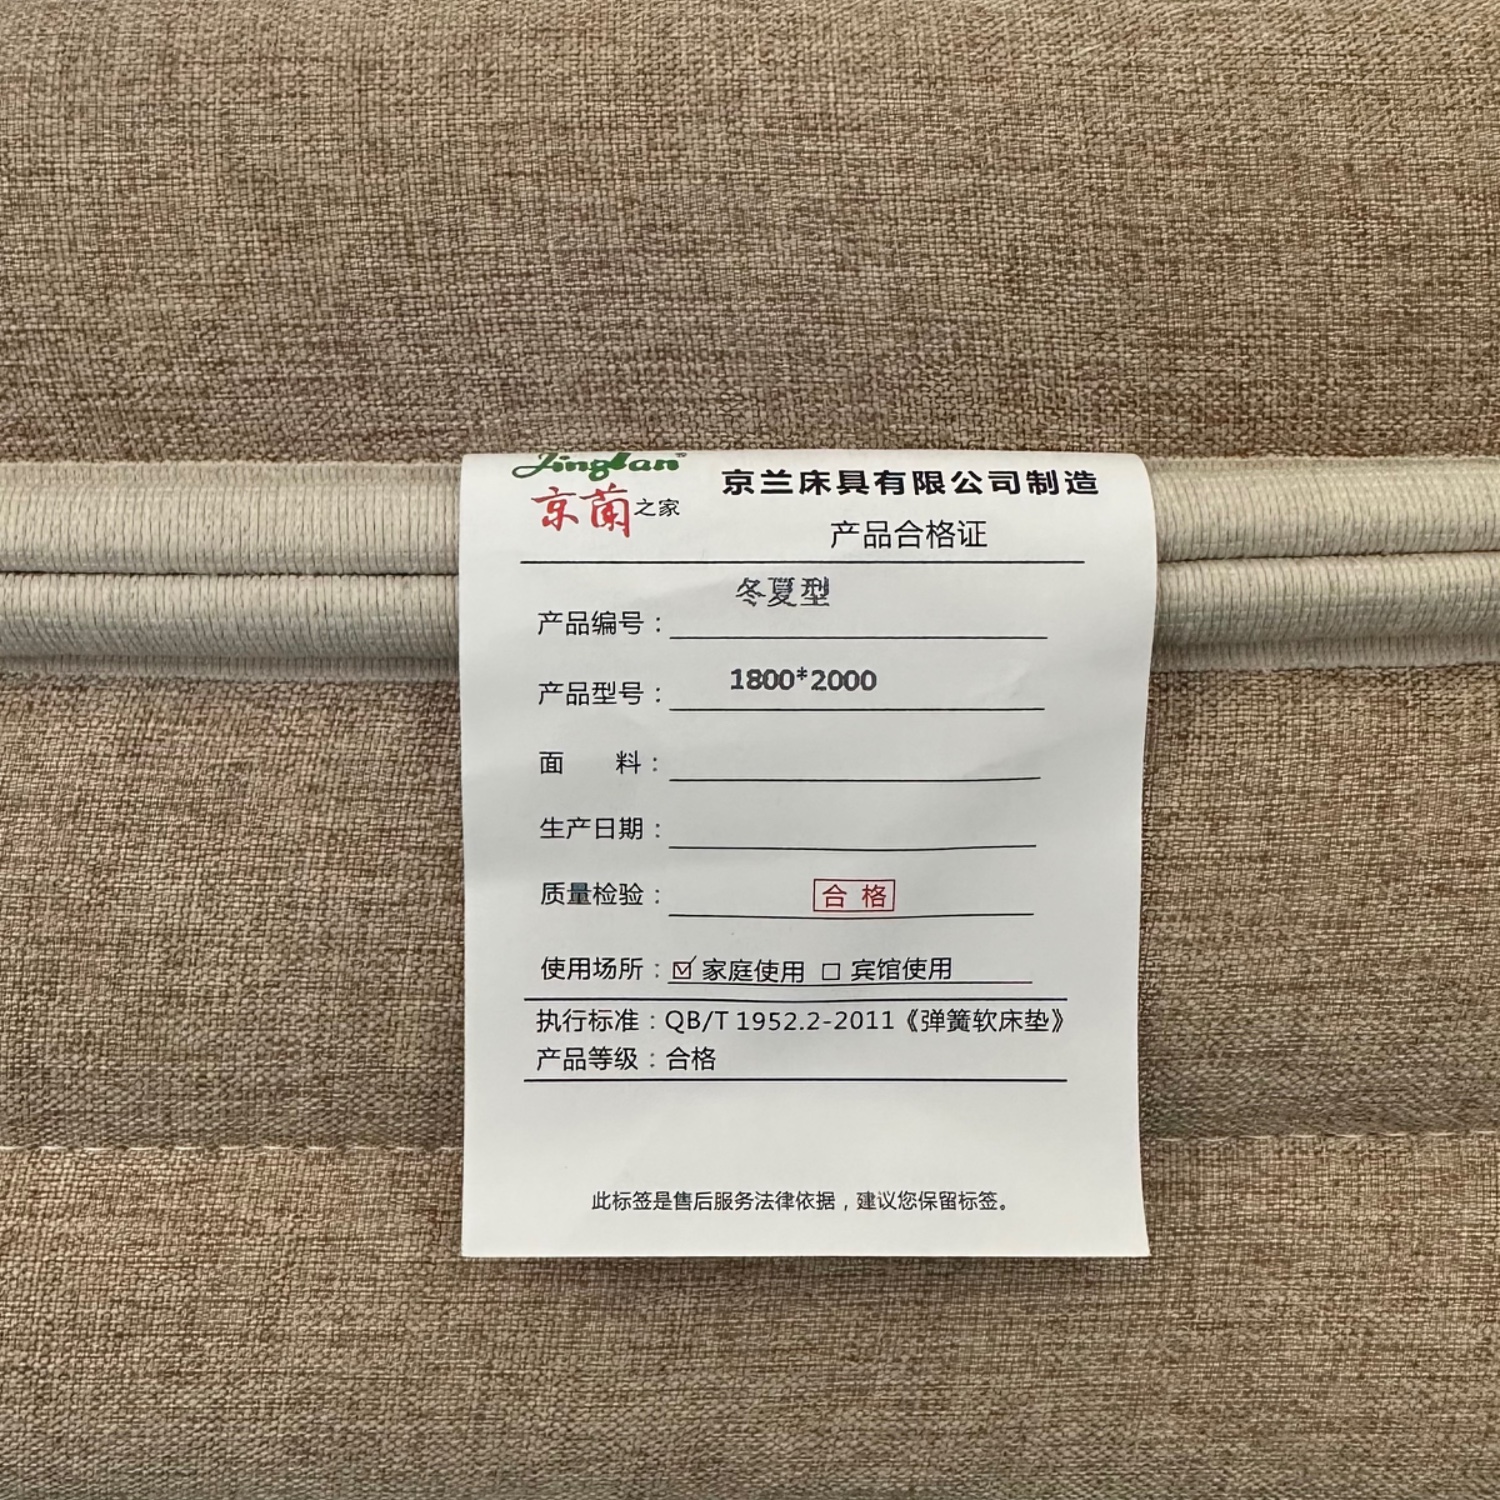 Jinglan®
京蘭之家
京兰床具有限公司制造
产品合格证
产品编号：冬夏型
产品型号：1800*2000
面 料：
生产日期：
质量检验：合格
使用场所：☑家庭使用 □ 宾馆使用
执行标准：QB/T 1952.2-2011《弹簧软床垫》
产品等级：合格
此标签是售后服务法律依据，建议您保留标签。